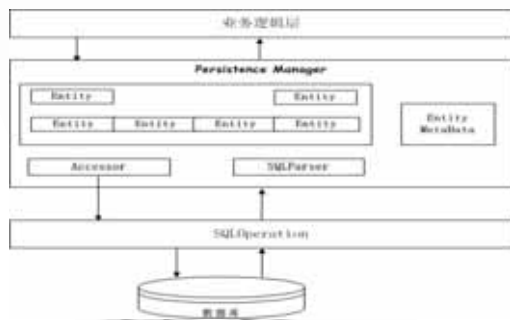 业务逻辑层
Persistence Manager
Entity Entity
Entity Entity Entity Entity
Entity
MetaData
Accessor SQLParser
SQLOperation
数据库